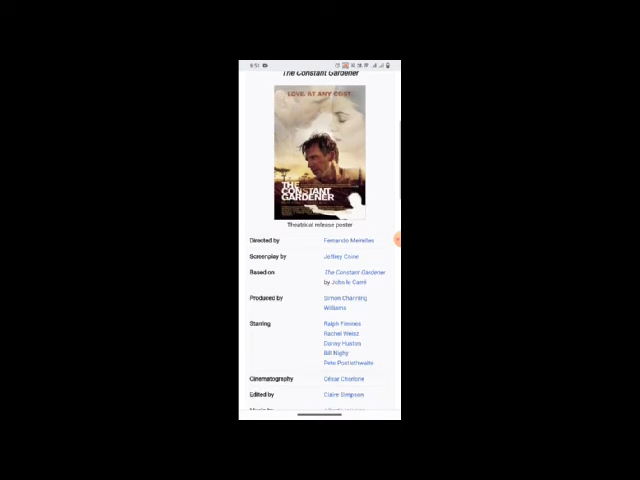 8:51
The Constant Gardener
LOVE. AT ANY COST.
THE
CONSTANT
GARDENER
Theatrical release poster
Directed by Fernando Meirelles
Screenplay by Jeffrey Caine
Based on The Constant Gardener
by John le Carré
Produced by Simon Channing
Williams
Starring Ralph Fiennes
Rachel Weisz
Danny Huston
Bill Nighy
Pete Postlethwaite
Cinematography César Charlone
Edited by Claire Simpson